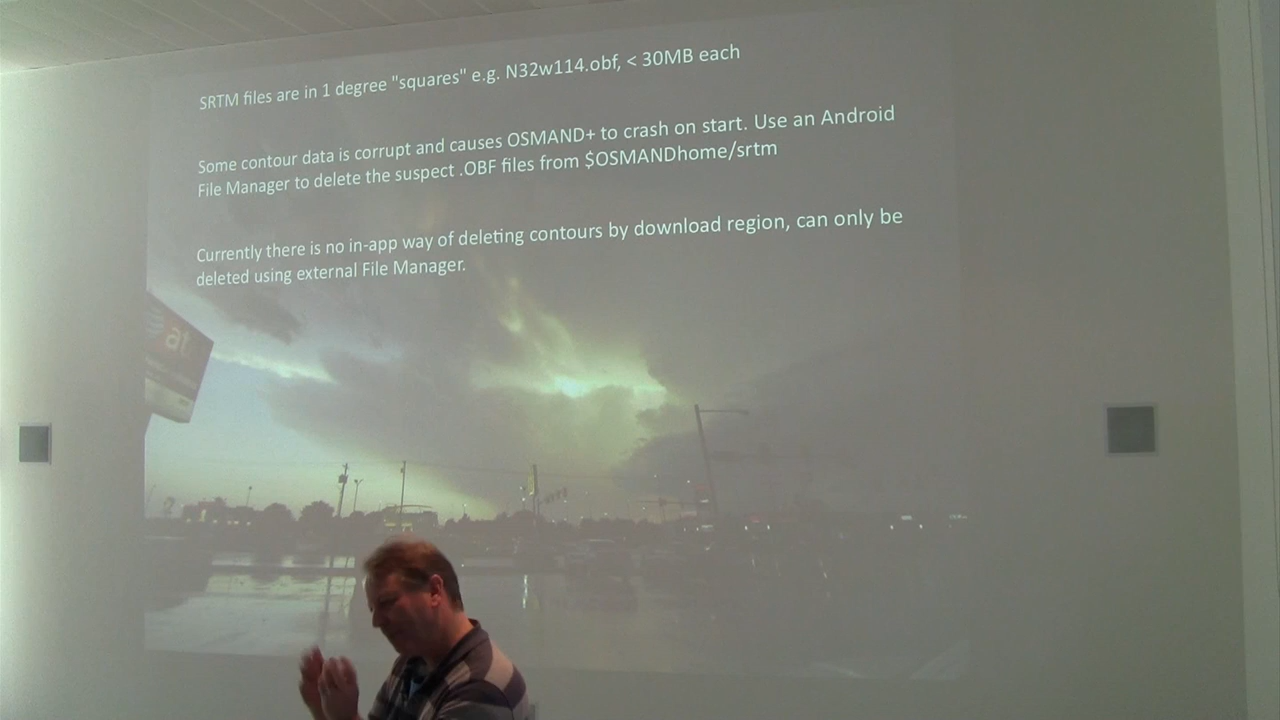 SRTM files are in 1 degree "squares" e.g. N32w114.obf, < 30MB each
Some contour data is corrupt and causes OSMAND+ to crash on start. Use an Android
File Manager to delete the suspect .OBF files from $OSMANDhome/srtm
Currently there is no in-app way of deleting contours by download region, can only be
deleted using external File Manager.
at